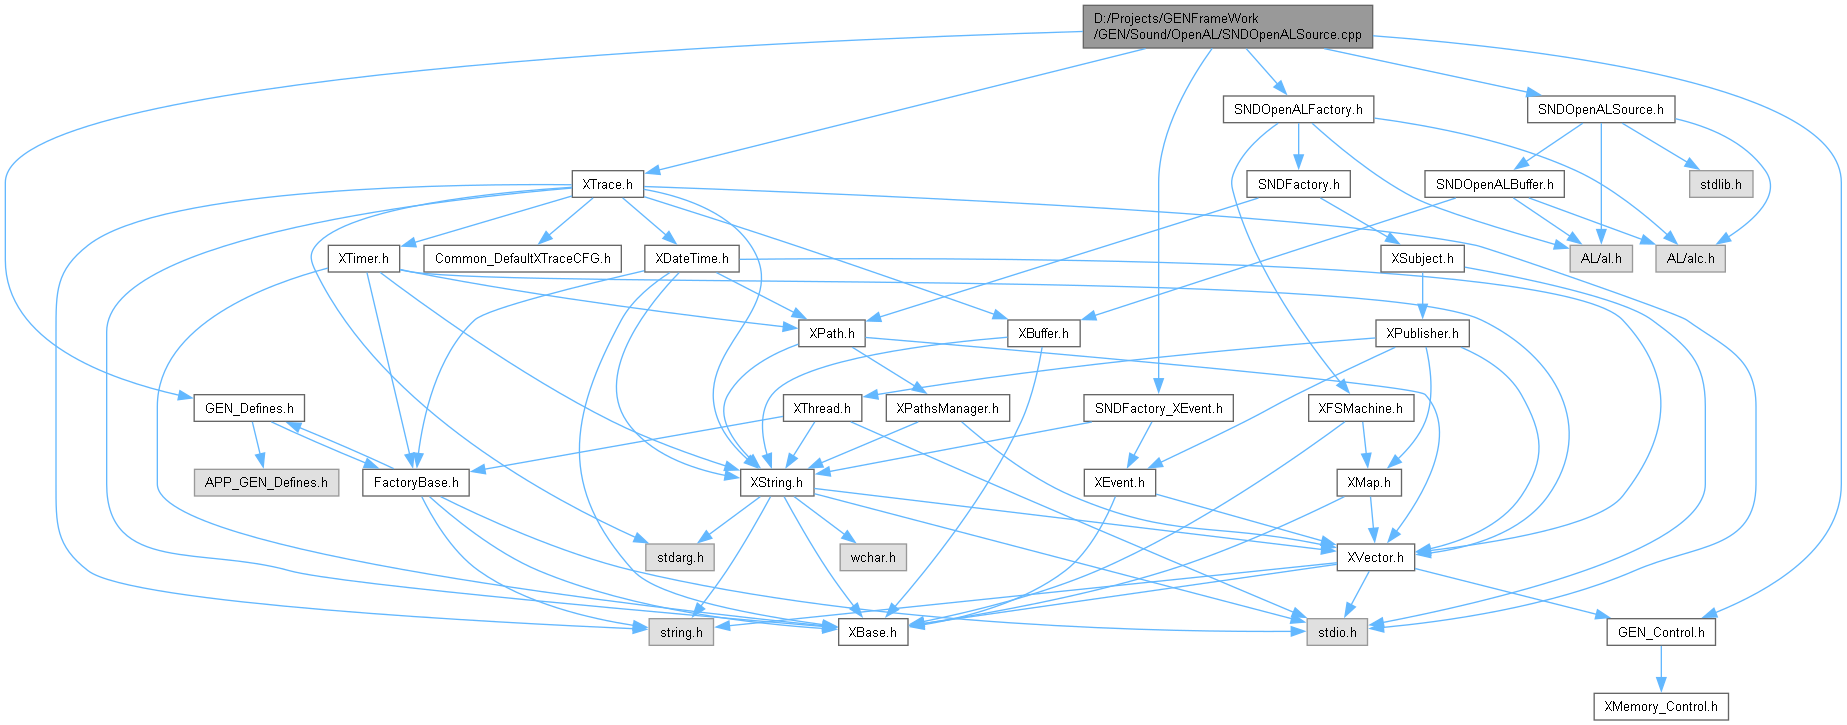 D:/Projects/GENFrameWork
/GEN/Sound/OpenAL/SNDOpenALSource.cpp
SNDOpenALFactory.h
SNDOpenALSource.h
XTrace.h
SNDFactory.h
SNDOpenALBuffer.h
stdlib.h
XTimer.h
Common_DefaultXTraceCFG.h
XDateTime.h
XSubject.h
AL/al.h
AL/alc.h
XPath.h
XBuffer.h
XPublisher.h
GEN_Defines.h
XThread.h
XPathsManager.h
SNDFactory_XEvent.h
XFSMachine.h
APP_GEN_Defines.h
FactoryBase.h
XString.h
XEvent.h
XMap.h
stdarg.h
wchar.h
XVector.h
string.h
XBase.h
stdio.h
GEN_Control.h
XMemory_Control.h